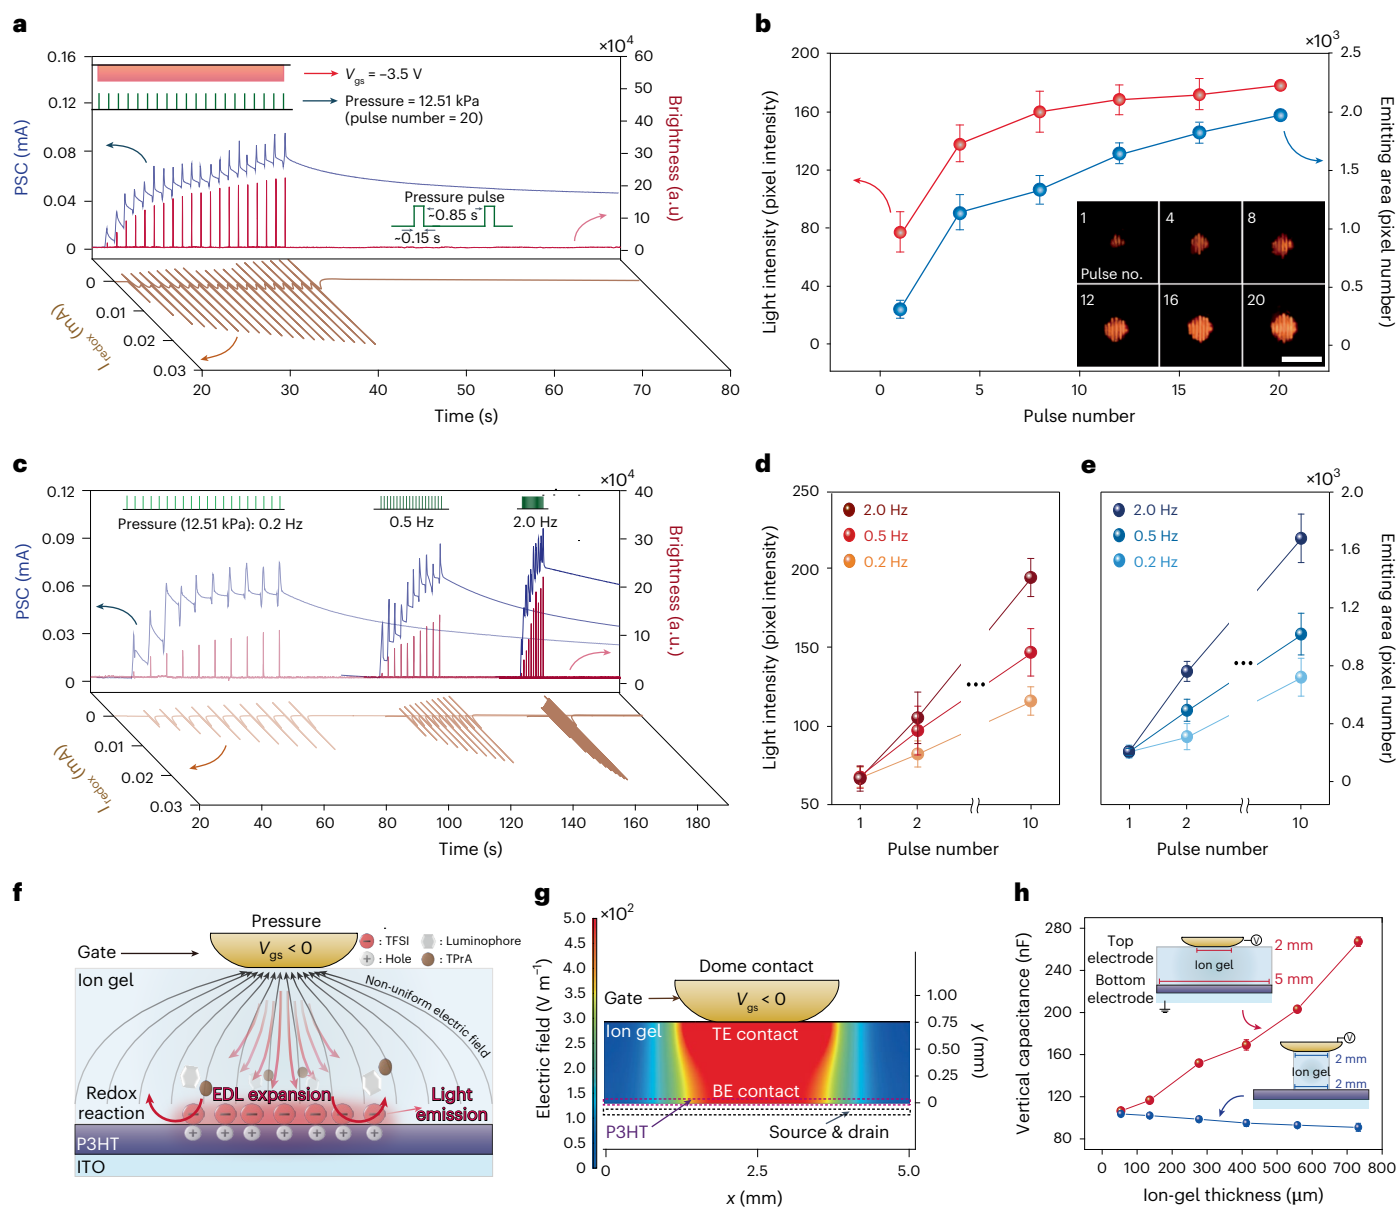 a
×10⁴
0.16
0.12
0.08
0.04
0
PSC (mA)
60
50
40
30
20
10
0
Brightness (a.u)
Vgs = −3.5 V
Pressure = 12.51 kPa
(pulse number = 20)
Pressure pulse
~0.85 s
~0.15 s
0
0.01
0.02
0.03
Iredox (mA)
20 30 40 50 60 70 80
Time (s)
b
×10³
200
160
120
80
40
0
Light intensity (pixel intensity)
2.5
2.0
1.5
1.0
0.5
0
Emitting area (pixel number)
1 4 8
Pulse no.
12 16 20
0 5 10 15 20
Pulse number
c
×10⁴
0.12
0.09
0.06
0.03
0
PSC (mA)
40
30
20
10
0
Brightness (a.u.)
Pressure (12.51 kPa): 0.2 Hz
0.5 Hz
2.0 Hz
0
0.01
0.02
0.03
Iredox (mA)
20 40 60 80 100 120 140 160 180
Time (s)
d
250
200
150
100
50
Light intensity (pixel intensity)
2.0 Hz
0.5 Hz
0.2 Hz
...
1 2 10
Pulse number
e
×10³
2.0
1.6
1.2
0.8
0.4
0
Emitting area (pixel number)
2.0 Hz
0.5 Hz
0.2 Hz
...
1 2 10
Pulse number
f
Pressure
Gate
Vgs < 0
− : TFSI
: Luminophore
+ : Hole
: TPrA
Ion gel
Non-uniform electric field
Redox
reaction
EDL expansion
Light
emission
− − − − − − −
+ + + + + + +
P3HT
ITO
g
×10²
5.0
4.5
4.0
3.5
3.0
2.5
2.0
1.5
1.0
0.5
0
Electric field (V m⁻¹)
Dome contact
Gate
Vgs < 0
Ion gel
TE contact
BE contact
P3HT
Source & drain
1.00
0.75
0.50
0.25
0
y (mm)
0 2.5 5.0
x (mm)
h
280
240
200
160
120
80
Vertical capacitance (nF)
Top
electrode
Bottom
electrode
V
2 mm
Ion gel
5 mm
V
2 mm
Ion gel
2 mm
0 100 200 300 400 500 600 700 800
Ion-gel thickness (μm)